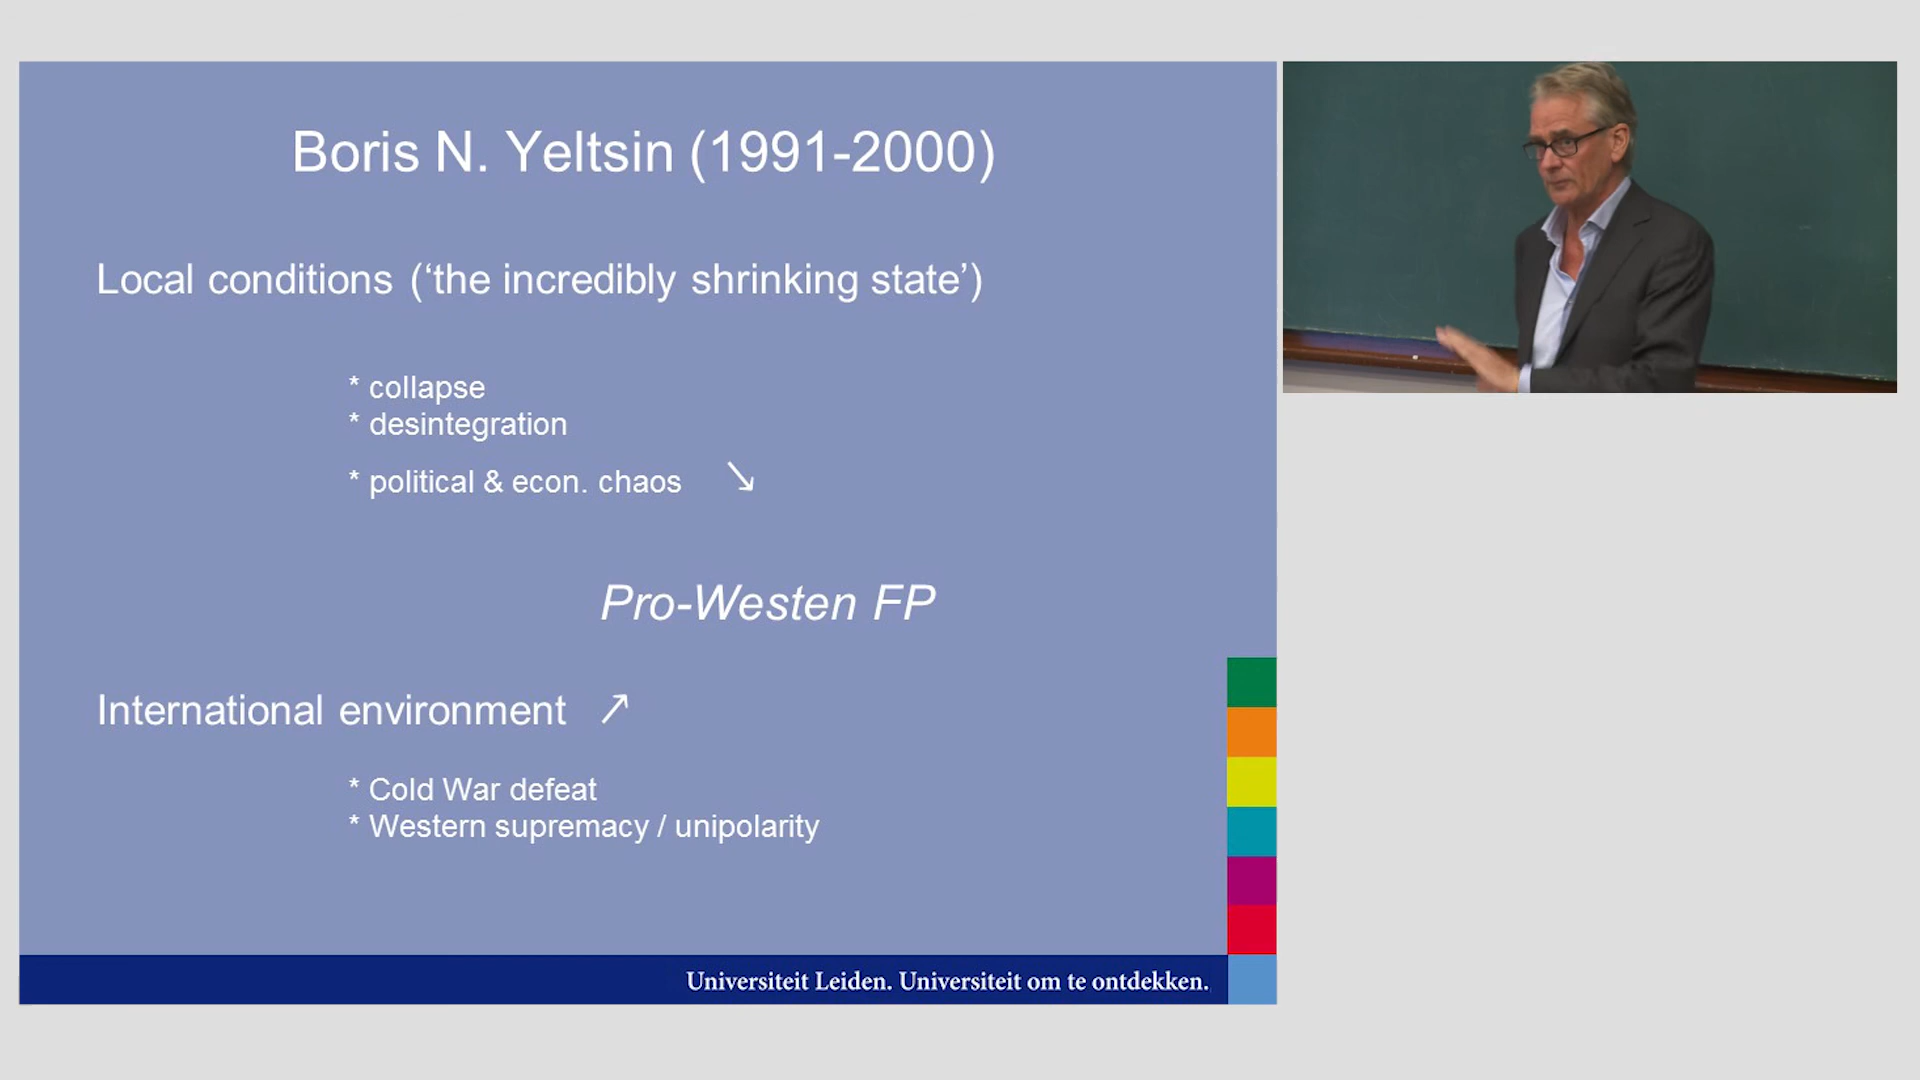 Boris N. Yeltsin (1991-2000)
Local conditions (‘the incredibly shrinking state’)
* collapse
* desintegration
* political & econ. chaos ↘
Pro-Westen FP
International environment ↗
* Cold War defeat
* Western supremacy / unipolarity
Universiteit Leiden. Universiteit om te ontdekken.